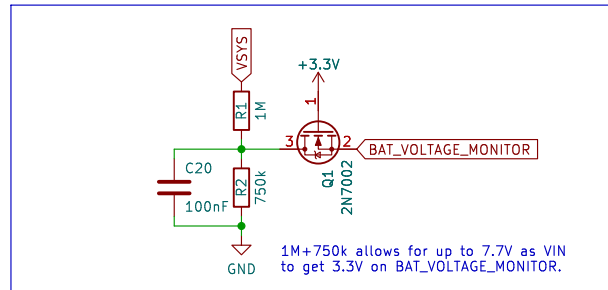 VSYS
+3.3V
R1
1M
1
3
2
BAT_VOLTAGE_MONITOR
Q1
2N7002
C20
100nF
R2
750k
GND
1M+750k allows for up to 7.7V as VIN
to get 3.3V on BAT_VOLTAGE_MONITOR.